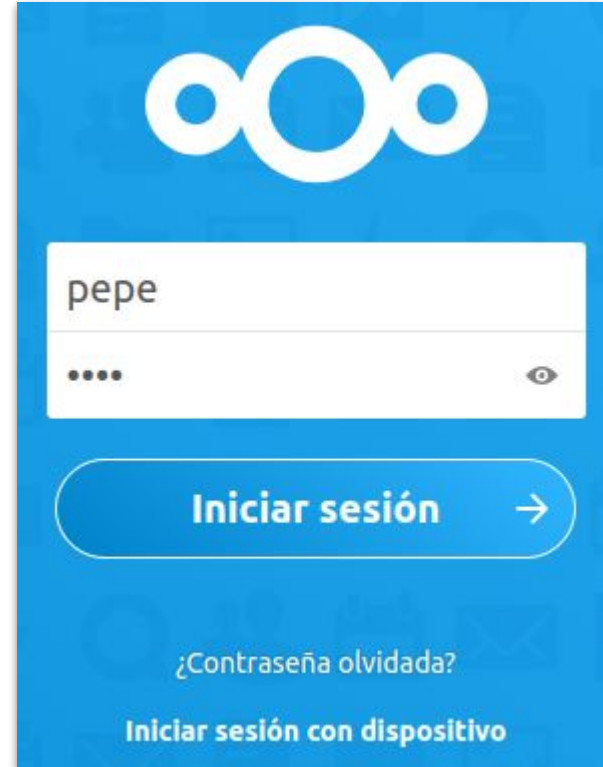 pepe
••••
Iniciar sesión
¿Contraseña olvidada?
Iniciar sesión con dispositivo